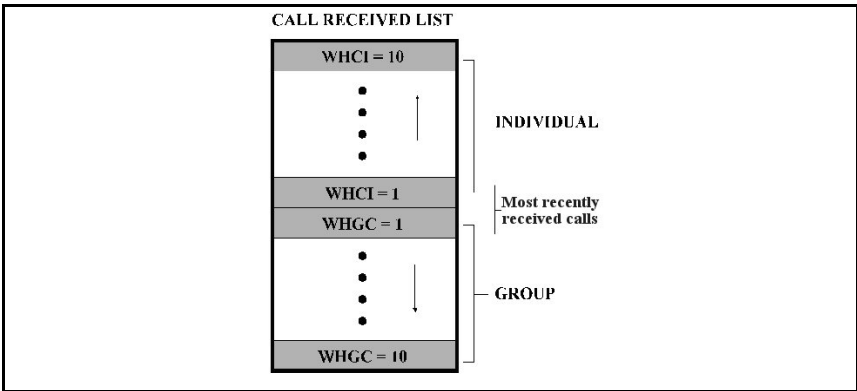 CALL RECEIVED LIST
WHCI = 10
INDIVIDUAL
WHCI = 1
Most recently
received calls
WHGC = 1
GROUP
WHGC = 10